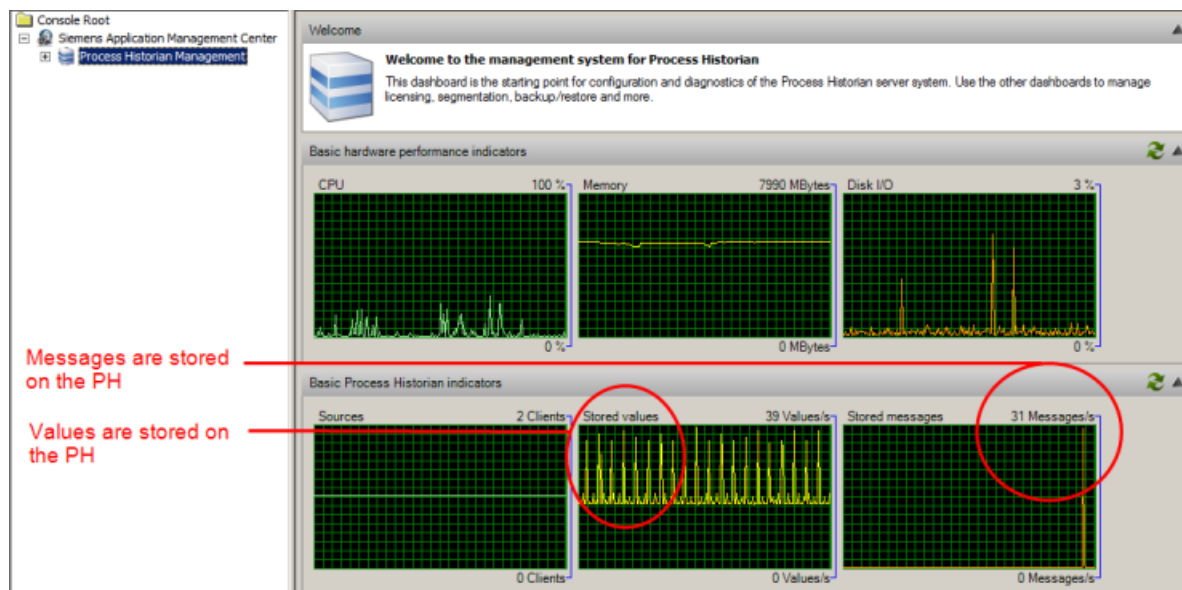 Console Root
Siemens Application Management Center
Process Historian Management
Welcome
Welcome to the management system for Process Historian
This dashboard is the starting point for configuration and diagnostics of the Process Historian server system. Use the other dashboards to manage
licensing, segmentation, backup/restore and more.
Basic hardware performance indicators
CPU 100 %
0 %
Memory 7990 MBytes
0 MBytes
Disk I/O 3 %
0 %
Messages are stored
on the PH
Values are stored on
the PH
Basic Process Historian indicators
Sources 2 Clients
0 Clients
Stored values 39 Values/s
0 Values/s
Stored messages 31 Messages/s
0 Messages/s